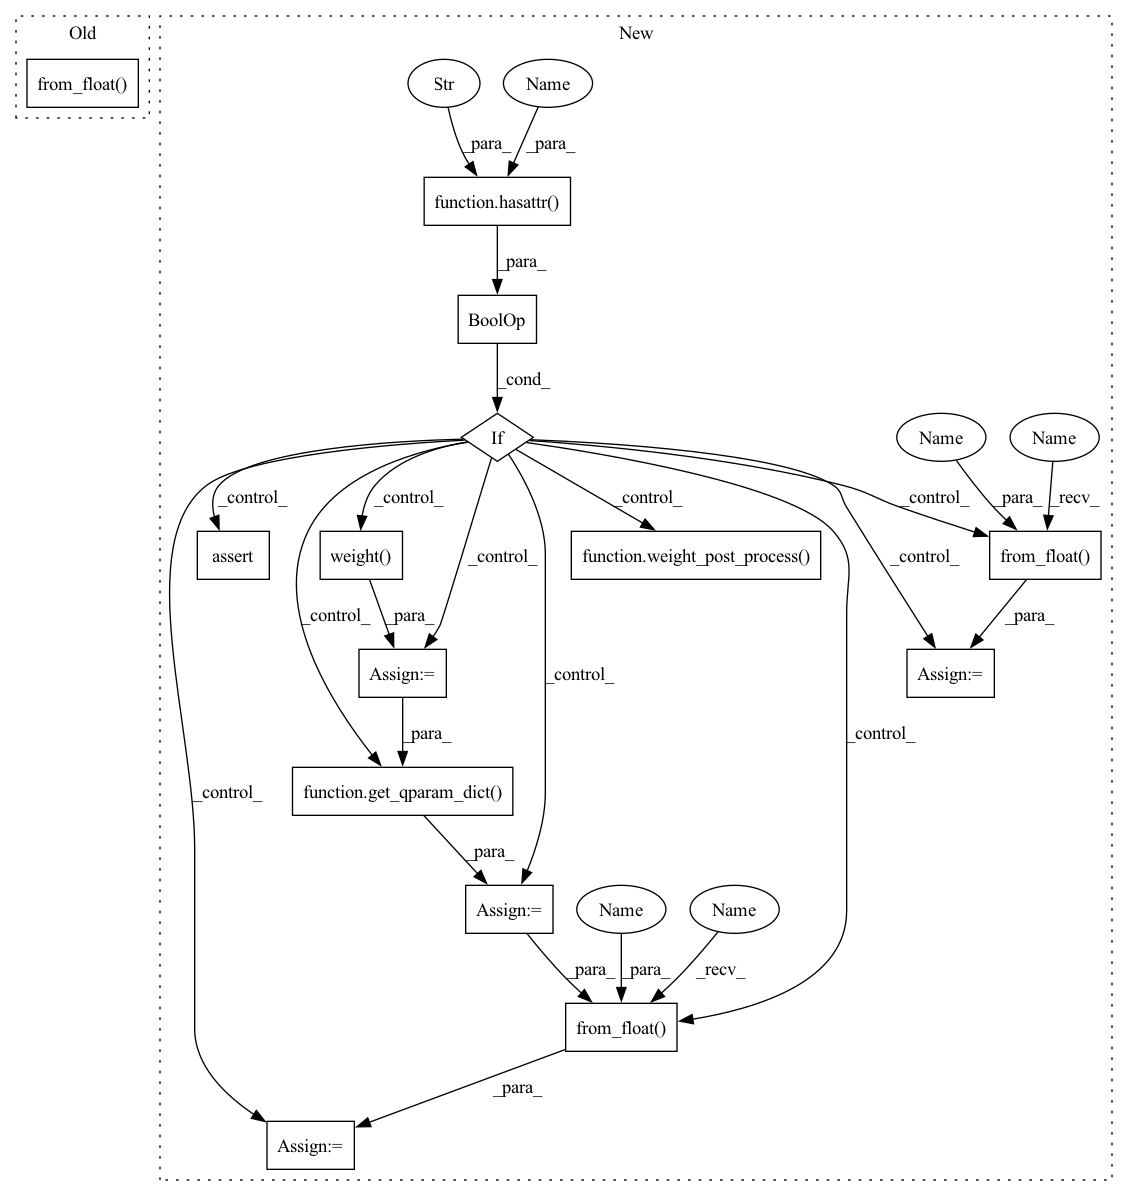 Old
New
from_float()
Str
Name
_para_
_para_
function.hasattr()
_para_
BoolOp
_cond_
If
Name
Name
_control_
_control_
_control_
_para_
_recv_
assert
weight()
_control_
function.weight_post_process()
from_float()
_control_
_control_
_para_
_para_
Assign:=
_control_
Assign:=
_para_
_control_
_control_
function.get_qparam_dict()
_para_
Assign:=
Name
Name
_para_
_para_
_recv_
from_float()
_para_
Assign:=